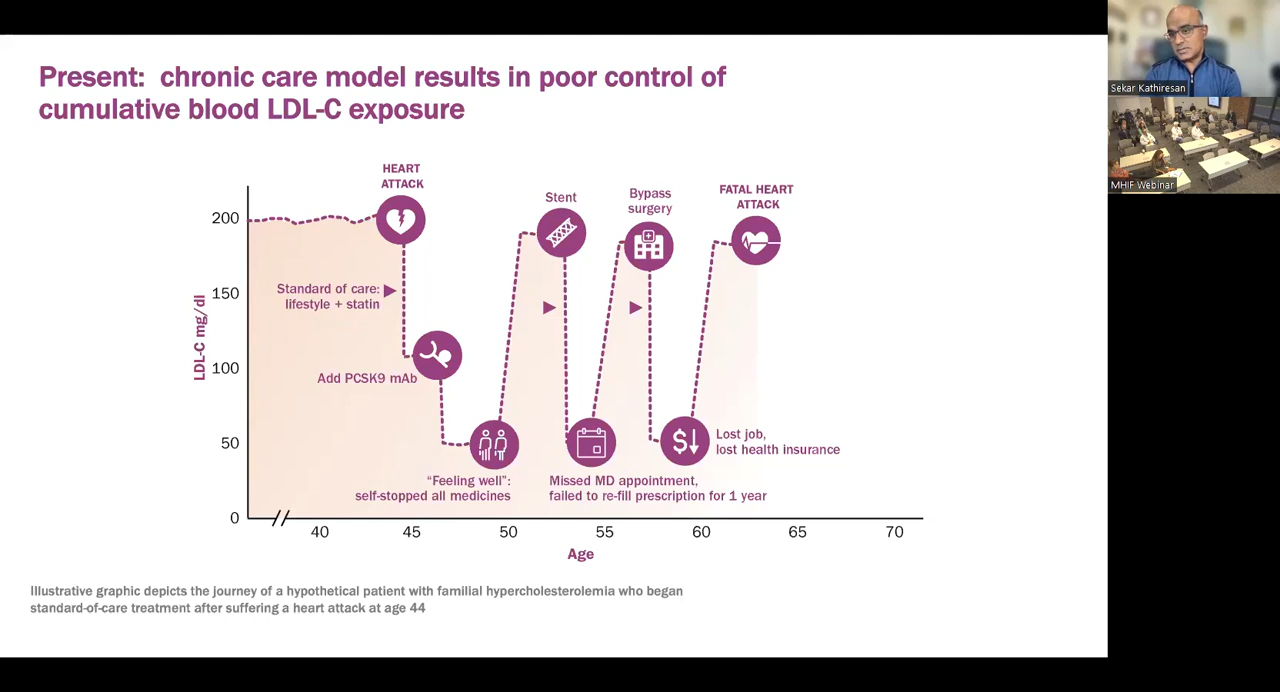 Present: chronic care model results in poor control of
cumulative blood LDL-C exposure
Sekar Kathiresan
MHIF Webinar
HEART
ATTACK
Stent
Bypass
surgery
FATAL HEART
ATTACK
Standard of care:
lifestyle + statin
Add PCSK9 mAb
"Feeling well":
self-stopped all medicines
Missed MD appointment,
failed to re-fill prescription for 1 year
$
Lost job,
lost health insurance
LDL-C mg/dl
200
150
100
50
0
40
45
50
55
60
65
70
Age
Illustrative graphic depicts the journey of a hypothetical patient with familial hypercholesterolemia who began
standard-of-care treatment after suffering a heart attack at age 44